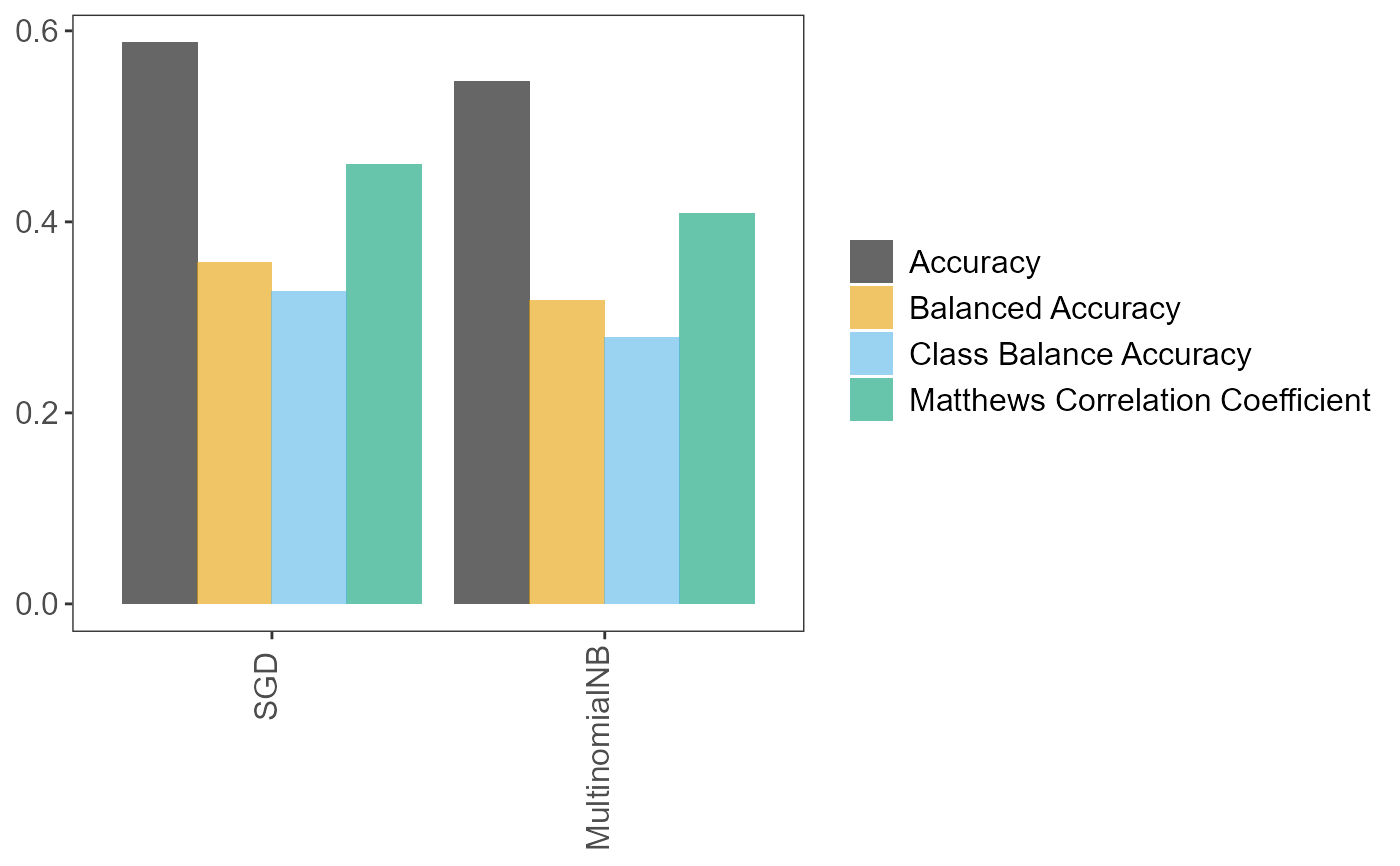 0.6
0.4
0.2
0.0
SGD
MultinomialNB
Accuracy
Balanced Accuracy
Class Balance Accuracy
Matthews Correlation Coefficient